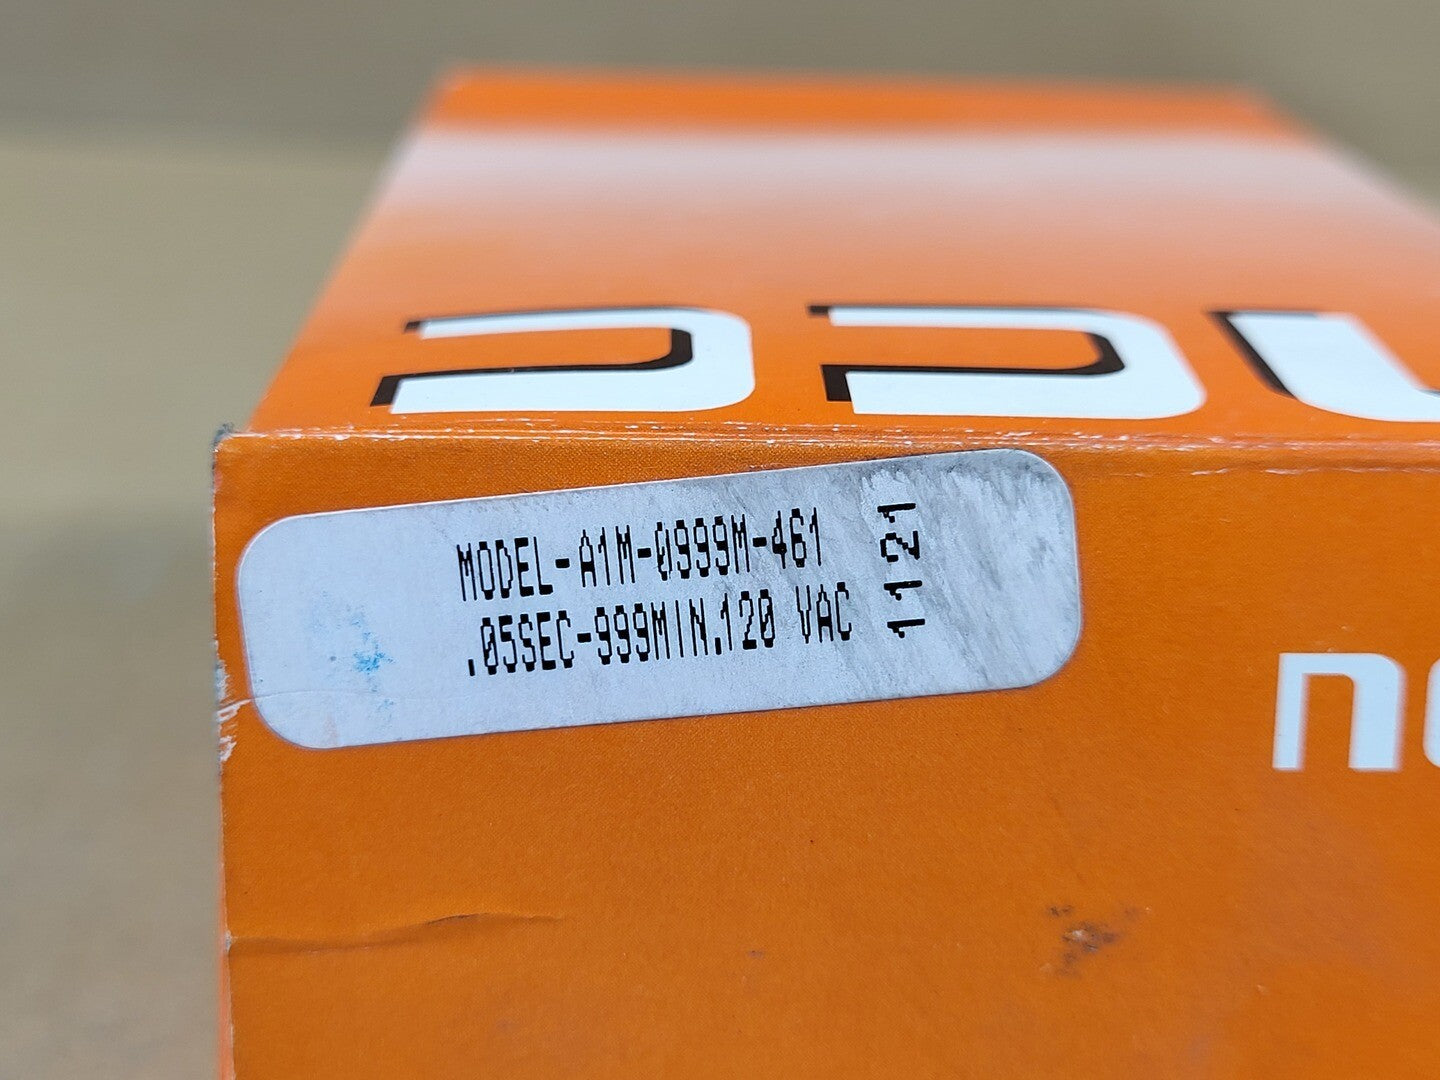 MODEL-A1M-0999M-461
.05SEC-999MIN.120 VAC
1121